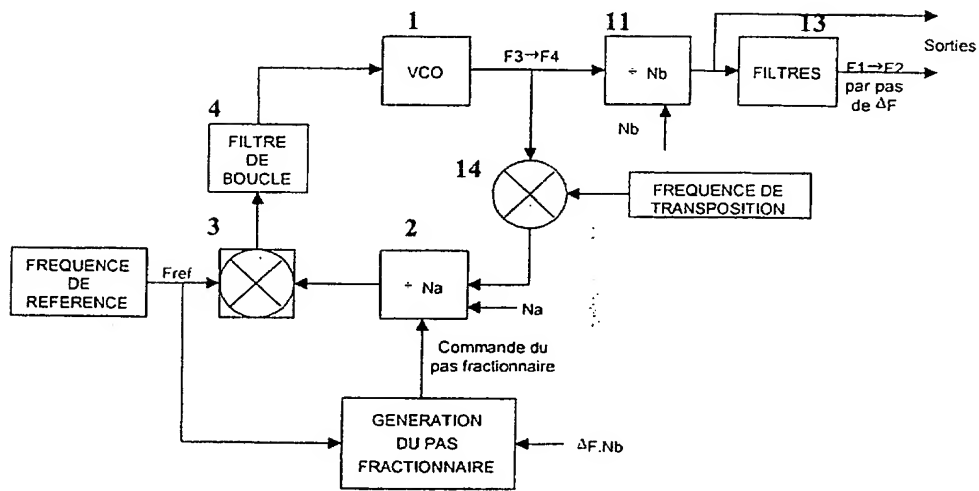 1
11
13
Sorties
VCO
F3→F4
÷ Nb
FILTRES
F1→F2
par pas
de ΔF
Nb
4
FILTRE
DE
BOUCLE
14
FREQUENCE DE
TRANSPOSITION
3
2
FREQUENCE
DE
REFERENCE
Fref
÷ Na
Na
Commande du
pas fractionnaire
GENERATION
DU PAS
FRACTIONNAIRE
ΔF.Nb